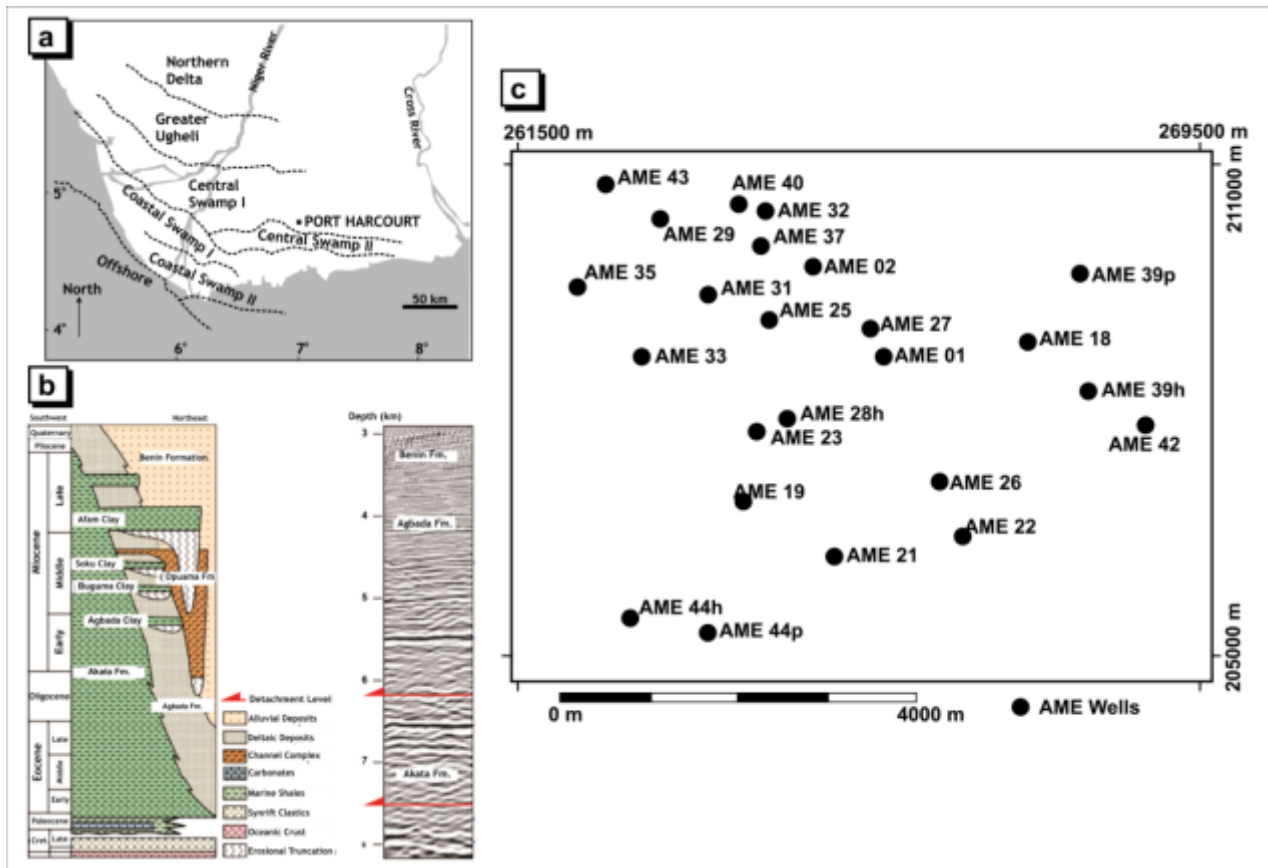 a
Northern
Delta
Niger River
Cross River
Greater
Ugheli
5°
Central
Swamp I
Coastal Swamp I
PORT HARCOURT
Central Swamp II
Offshore
Coastal Swamp II
North
50 km
4°
6°
7°
8°
b
Southwest
Northeast
Quaternary
Pliocene
Miocene
Late
Middle
Early
Oligocene
Eocene
Late
Middle
Early
Paleocene
Cret.
Late
Benin Formation
Afam Clay
Soku Clay
Opuama Fm
Buguma Clay
Agbada Clay
Akata Fm.
Agbada Fm.
Detachment Level
Alluvial Deposits
Deltaic Deposits
Channel Complex
Carbonates
Marine Shales
Synrift Clastics
Oceanic Crust
Erosional Truncation
Depth (km)
3
4
5
6
7
Benin Fm.
Agbada Fm.
Akata Fm.
c
261500 m
269500 m
211000 m
205000 m
AME 43
AME 40
AME 32
AME 29
AME 37
AME 02
AME 39p
AME 35
AME 31
AME 25
AME 27
AME 18
AME 33
AME 01
AME 39h
AME 28h
AME 23
AME 42
AME 26
AME 19
AME 22
AME 21
AME 44h
AME 44p
0 m
4000 m
AME Wells